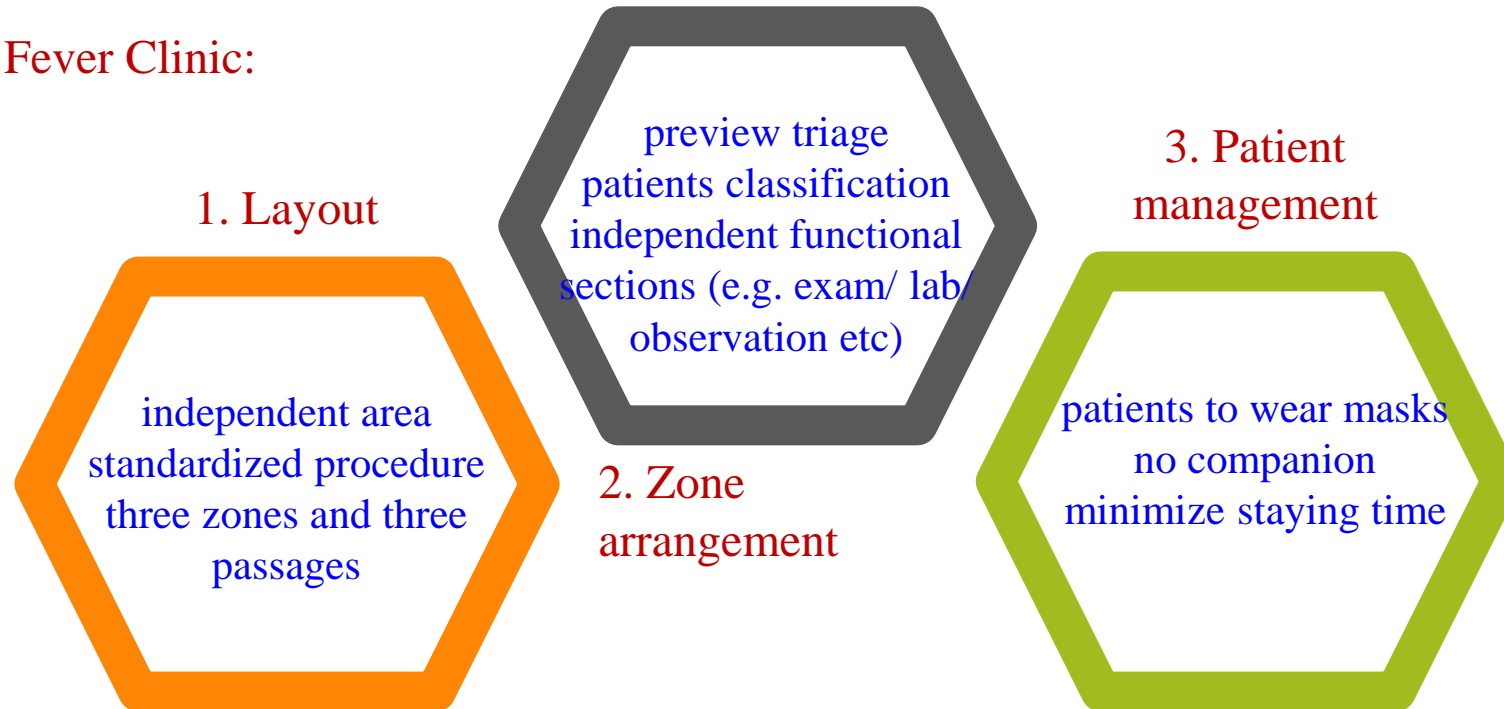 Fever Clinic:
1. Layout
independent area
standardized procedure
three zones and three
passages
preview triage
patients classification
independent functional
sections (e.g. exam/ lab/
observation etc)
2. Zone
arrangement
3. Patient
management
patients to wear masks
no companion
minimize staying time